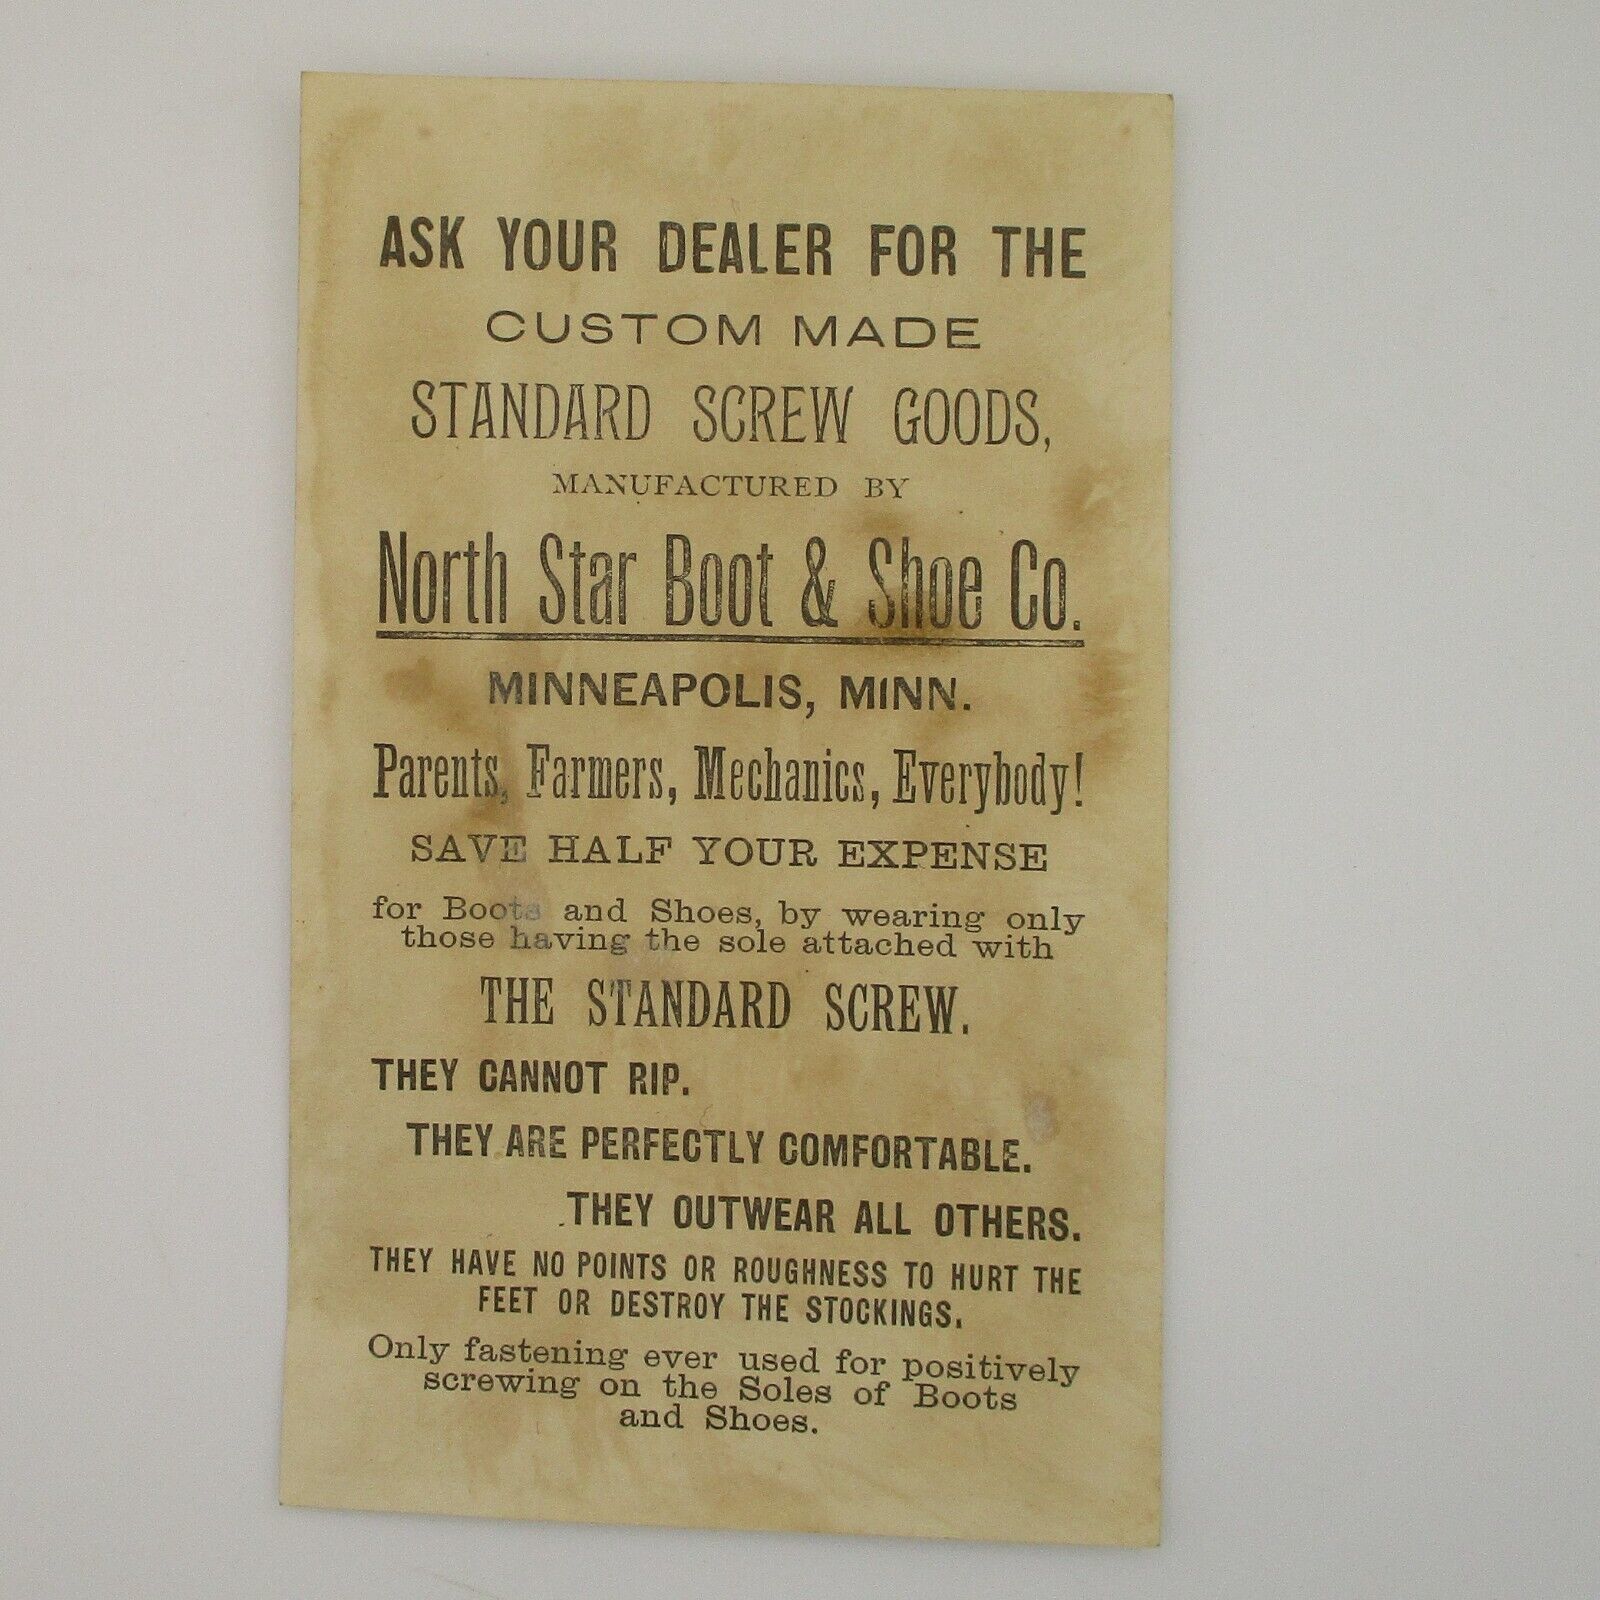 ASK YOUR DEALER FOR THE
CUSTOM MADE
STANDARD SCREW GOODS,
MANUFACTURED BY
North Star Boot & Shoe Co.
MINNEAPOLIS, MINN.
Parents, Farmers, Mechanics, Everybody!
SAVE HALF YOUR EXPENSE
for Boots and Shoes, by wearing only
those having the sole attached with
THE STANDARD SCREW.
THEY CANNOT RIP.
THEY ARE PERFECTLY COMFORTABLE.
THEY OUTWEAR ALL OTHERS.
THEY HAVE NO POINTS OR ROUGHNESS TO HURT THE
FEET OR DESTROY THE STOCKINGS.
Only fastening ever used for positively
screwing on the Soles of Boots
and Shoes.